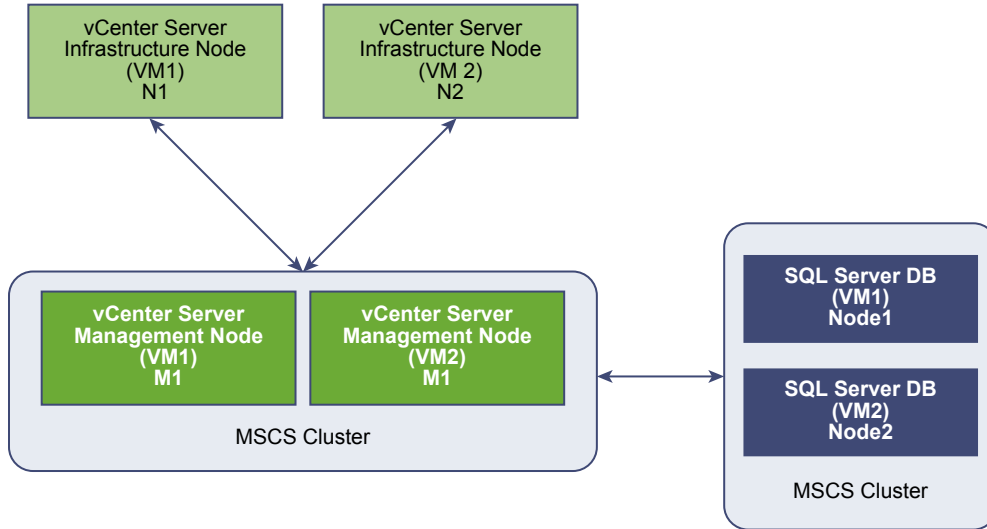 vCenter Server
Infrastructure Node
(VM1)
N1
vCenter Server
Infrastructure Node
(VM 2)
N2
vCenter Server
Management Node
(VM1)
M1
vCenter Server
Management Node
(VM2)
M1
MSCS Cluster
SQL Server DB
(VM1)
Node1
SQL Server DB
(VM2)
Node2
MSCS Cluster